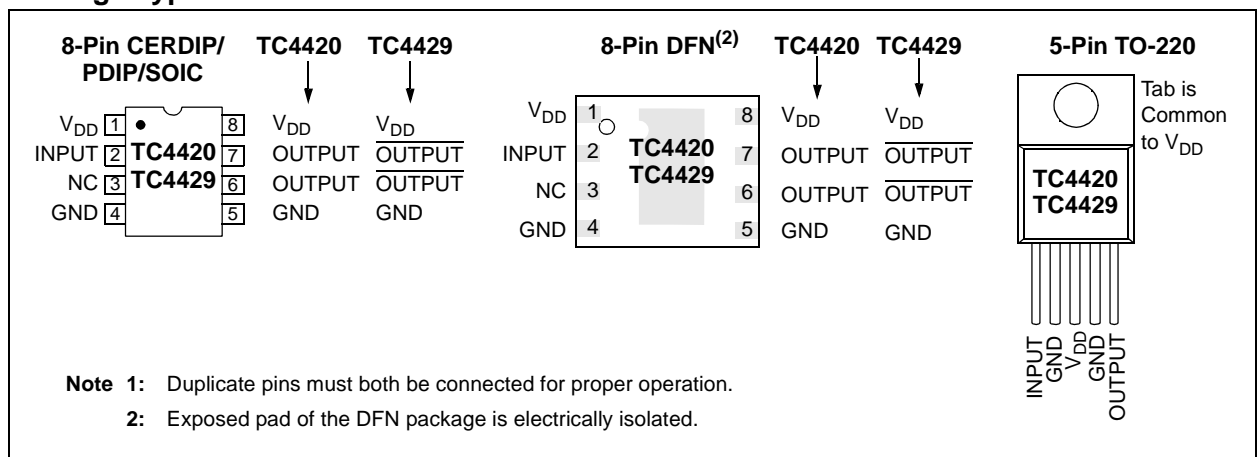 8-Pin CERDIP/
PDIP/SOIC
TC4420 TC4429
VDD 1 8 VDD VDD
INPUT 2 TC4420 7 OUTPUT OUTPUT
NC 3 TC4429 6 OUTPUT OUTPUT
GND 4 5 GND GND
8-Pin DFN(2) TC4420 TC4429
VDD 1 8 VDD VDD
INPUT 2 TC4420 7 OUTPUT OUTPUT
NC 3 TC4429 6 OUTPUT OUTPUT
GND 4 5 GND GND
5-Pin TO-220
Tab is
Common
to VDD
TC4420
TC4429
INPUT
GND
VDD
GND
OUTPUT
Note 1: Duplicate pins must both be connected for proper operation.
2: Exposed pad of the DFN package is electrically isolated.